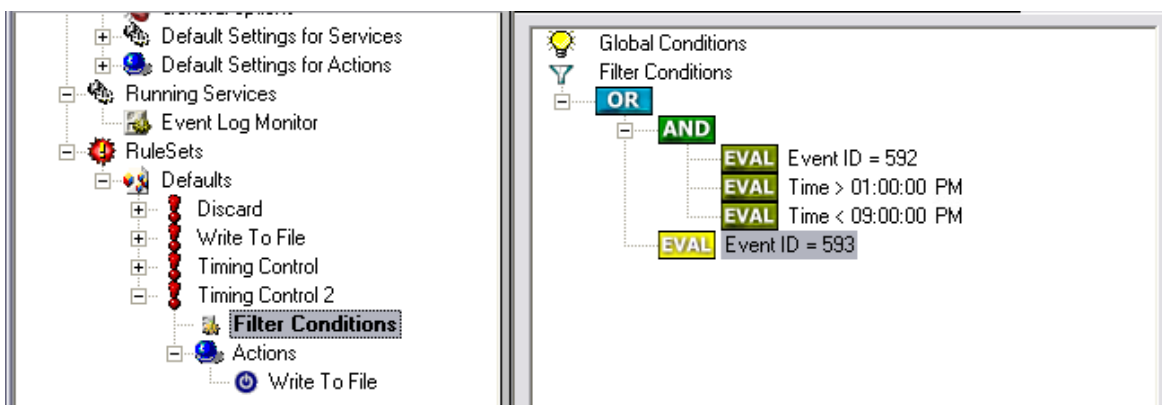 General Options
Default Settings for Services
Default Settings for Actions
Running Services
Event Log Monitor
RuleSets
Defaults
Discard
Write To File
Timing Control
Timing Control 2
Filter Conditions
Actions
Write To File
Global Conditions
Filter Conditions
OR
AND
EVAL Event ID = 592
EVAL Time > 01:00:00 PM
EVAL Time < 09:00:00 PM
EVAL Event ID = 593